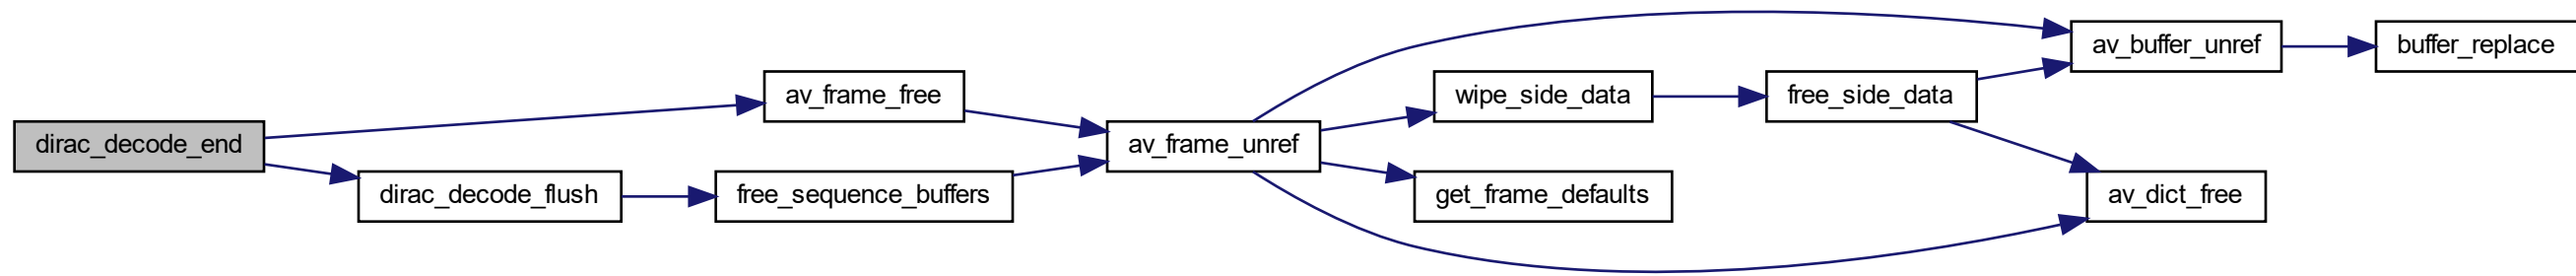 dirac_decode_end
av_frame_free
dirac_decode_flush
free_sequence_buffers
av_frame_unref
wipe_side_data
get_frame_defaults
free_side_data
av_buffer_unref
av_dict_free
buffer_replace